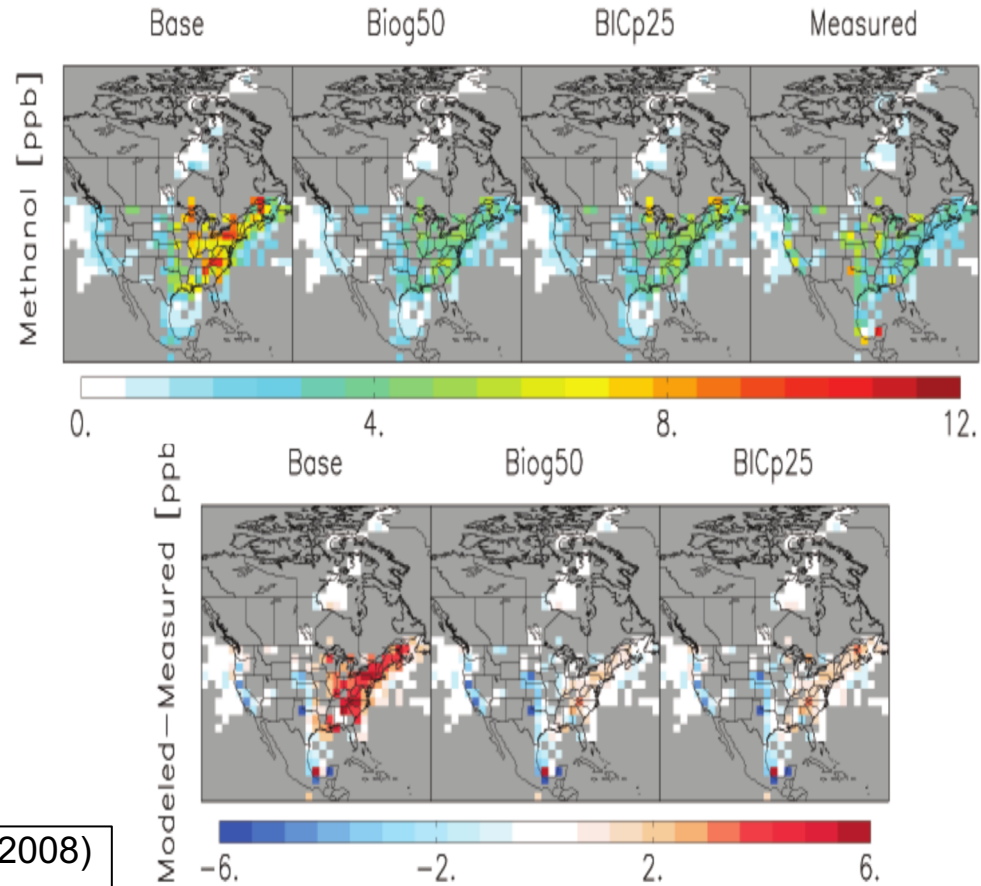 Base Biog50 BICp25 Measured
Methanol [ppb]
0. 4. 8. 12.
Base Biog50 BICp25
Modeled-Measured [ppb
-6. -2. 2. 6.
2008)